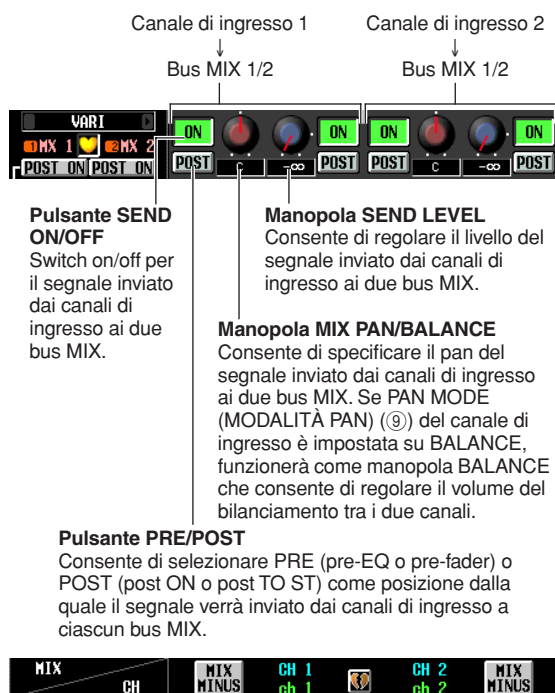 Canale di ingresso 1
Canale di ingresso 2
Bus MIX 1/2
Bus MIX 1/2
VARI
1 MX 1 2 MX 2
POST ON POST ON
ON
ON
ON
ON
POST
C
-∞
POST
POST
C
-∞
POST
Pulsante SEND
ON/OFF
Switch on/off per
il segnale inviato
dai canali di
ingresso ai due
bus MIX.
Manopola SEND LEVEL
Consente di regolare il livello del
segnale inviato dai canali di
ingresso ai due bus MIX.
Manopola MIX PAN/BALANCE
Consente di specificare il pan del
segnale inviato dai canali di ingresso
ai due bus MIX. Se PAN MODE
(MODALITÀ PAN) (⑨) del canale di
ingresso è impostata su BALANCE,
funzionerà come manopola BALANCE
che consente di regolare il volume del
bilanciamento tra i due canali.
Pulsante PRE/POST
Consente di selezionare PRE (pre-EQ o pre-fader) o
POST (post ON o post TO ST) come posizione dalla
quale il segnale verrà inviato dai canali di ingresso a
ciascun bus MIX.
MIX
CH
MIX
MINUS
CH 1
ch 1
CH 2
ch 2
MIX
MINUS